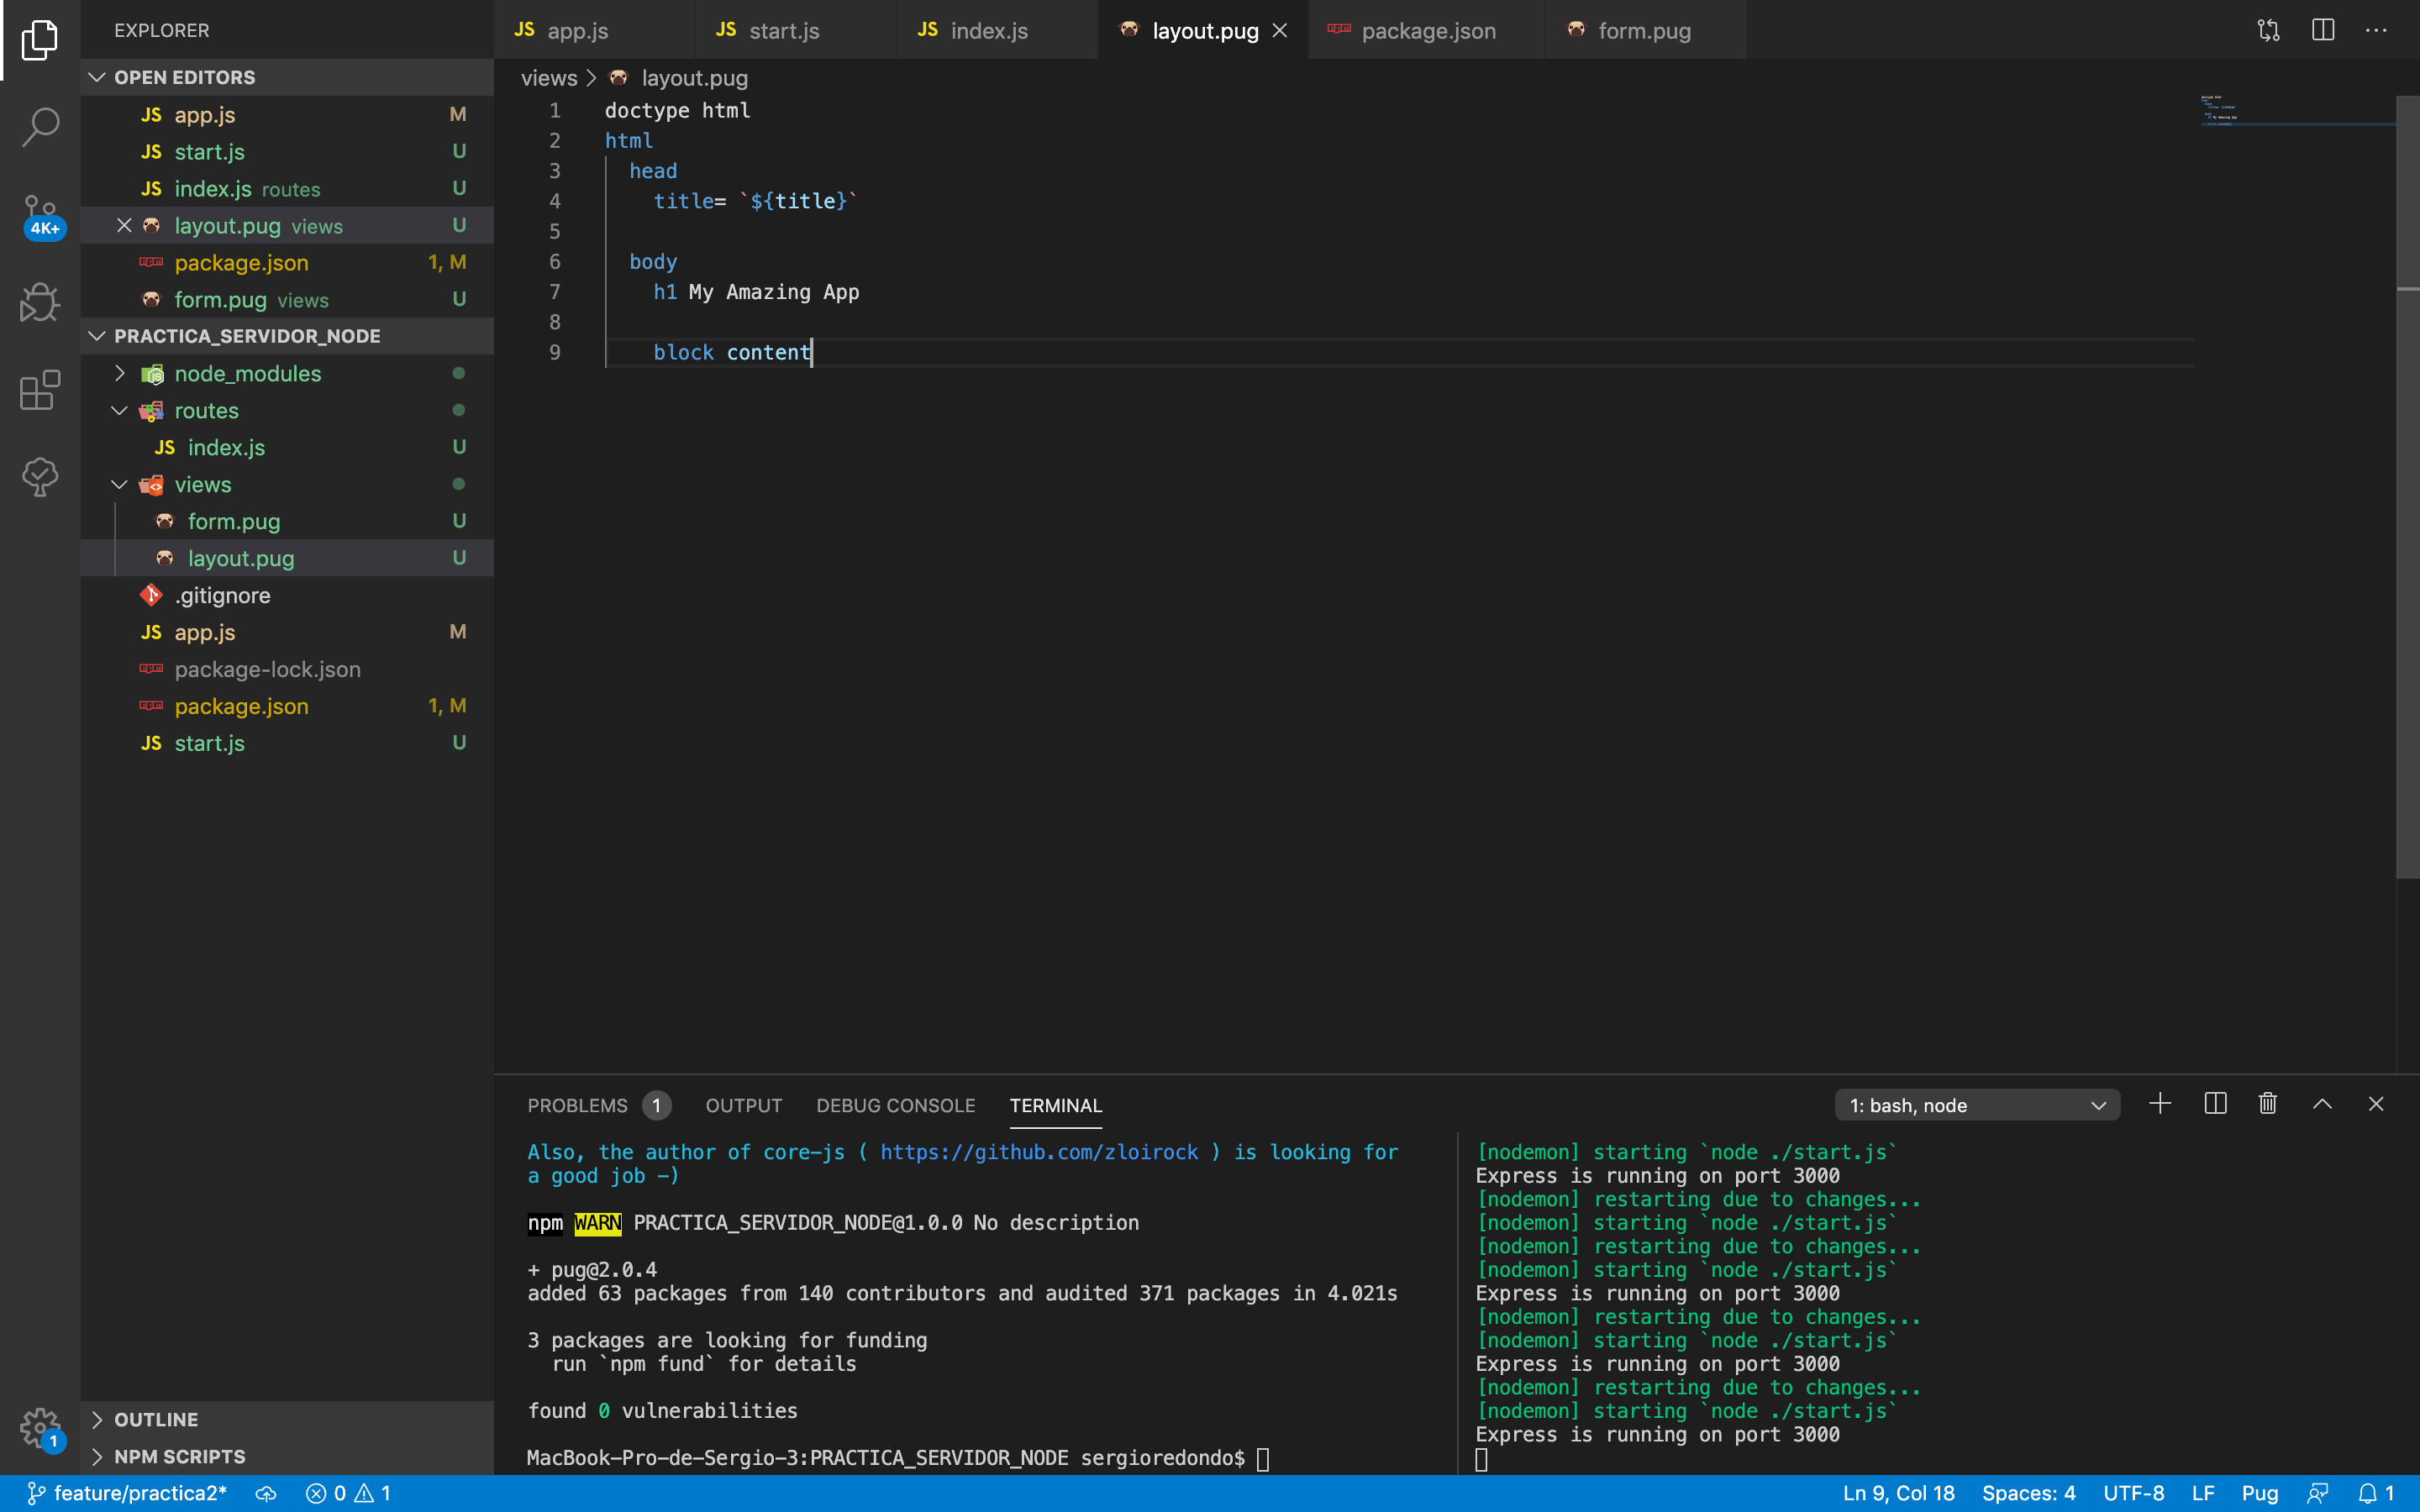 EXPLORER
OPEN EDITORS
JS app.js M
JS start.js U
JS index.js routes U
layout.pug views U
package.json 1, M
form.pug views U
PRACTICA_SERVIDOR_NODE
node_modules
routes
JS index.js U
views
form.pug U
layout.pug U
.gitignore
JS app.js M
package-lock.json
package.json 1, M
JS start.js U
OUTLINE
NPM SCRIPTS
4K+
1
JS app.js JS start.js JS index.js layout.pug package.json form.pug
views > layout.pug
1 doctype html
2 html
3 head
4 title= `${title}`
5
6 body
7 h1 My Amazing App
8
9 block content
PROBLEMS 1 OUTPUT DEBUG CONSOLE TERMINAL 1: bash, node
Also, the author of core-js ( https://github.com/zloirock ) is looking for
a good job -)
npm WARN PRACTICA_SERVIDOR_NODE@1.0.0 No description
+ pug@2.0.4
added 63 packages from 140 contributors and audited 371 packages in 4.021s
3 packages are looking for funding
run `npm fund` for details
found 0 vulnerabilities
MacBook-Pro-de-Sergio-3:PRACTICA_SERVIDOR_NODE sergioredondo$
[nodemon] starting `node ./start.js`
Express is running on port 3000
[nodemon] restarting due to changes...
[nodemon] starting `node ./start.js`
[nodemon] restarting due to changes...
[nodemon] starting `node ./start.js`
Express is running on port 3000
[nodemon] restarting due to changes...
[nodemon] starting `node ./start.js`
Express is running on port 3000
[nodemon] restarting due to changes...
[nodemon] starting `node ./start.js`
Express is running on port 3000
feature/practica2* 0 1 Ln 9, Col 18 Spaces: 4 UTF-8 LF Pug 1